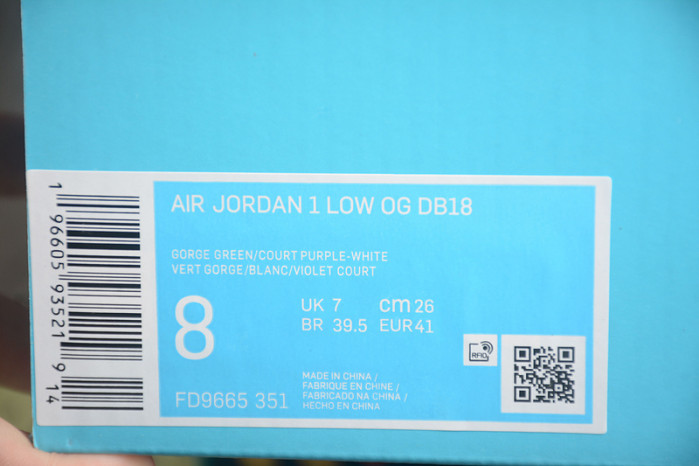 AIR JORDAN 1 LOW OG DB18
GORGE GREEN/COURT PURPLE-WHITE
VERT GORGE/BLANC/VIOLET COURT
8
UK 7 cm 26
BR 39.5 EUR 41
RFID
FD9665 351
MADE IN CHINA /
FABRIQUE EN CHINE /
FABRICADO NA CHINA /
HECHO EN CHINA
1 96605 93521 9 14